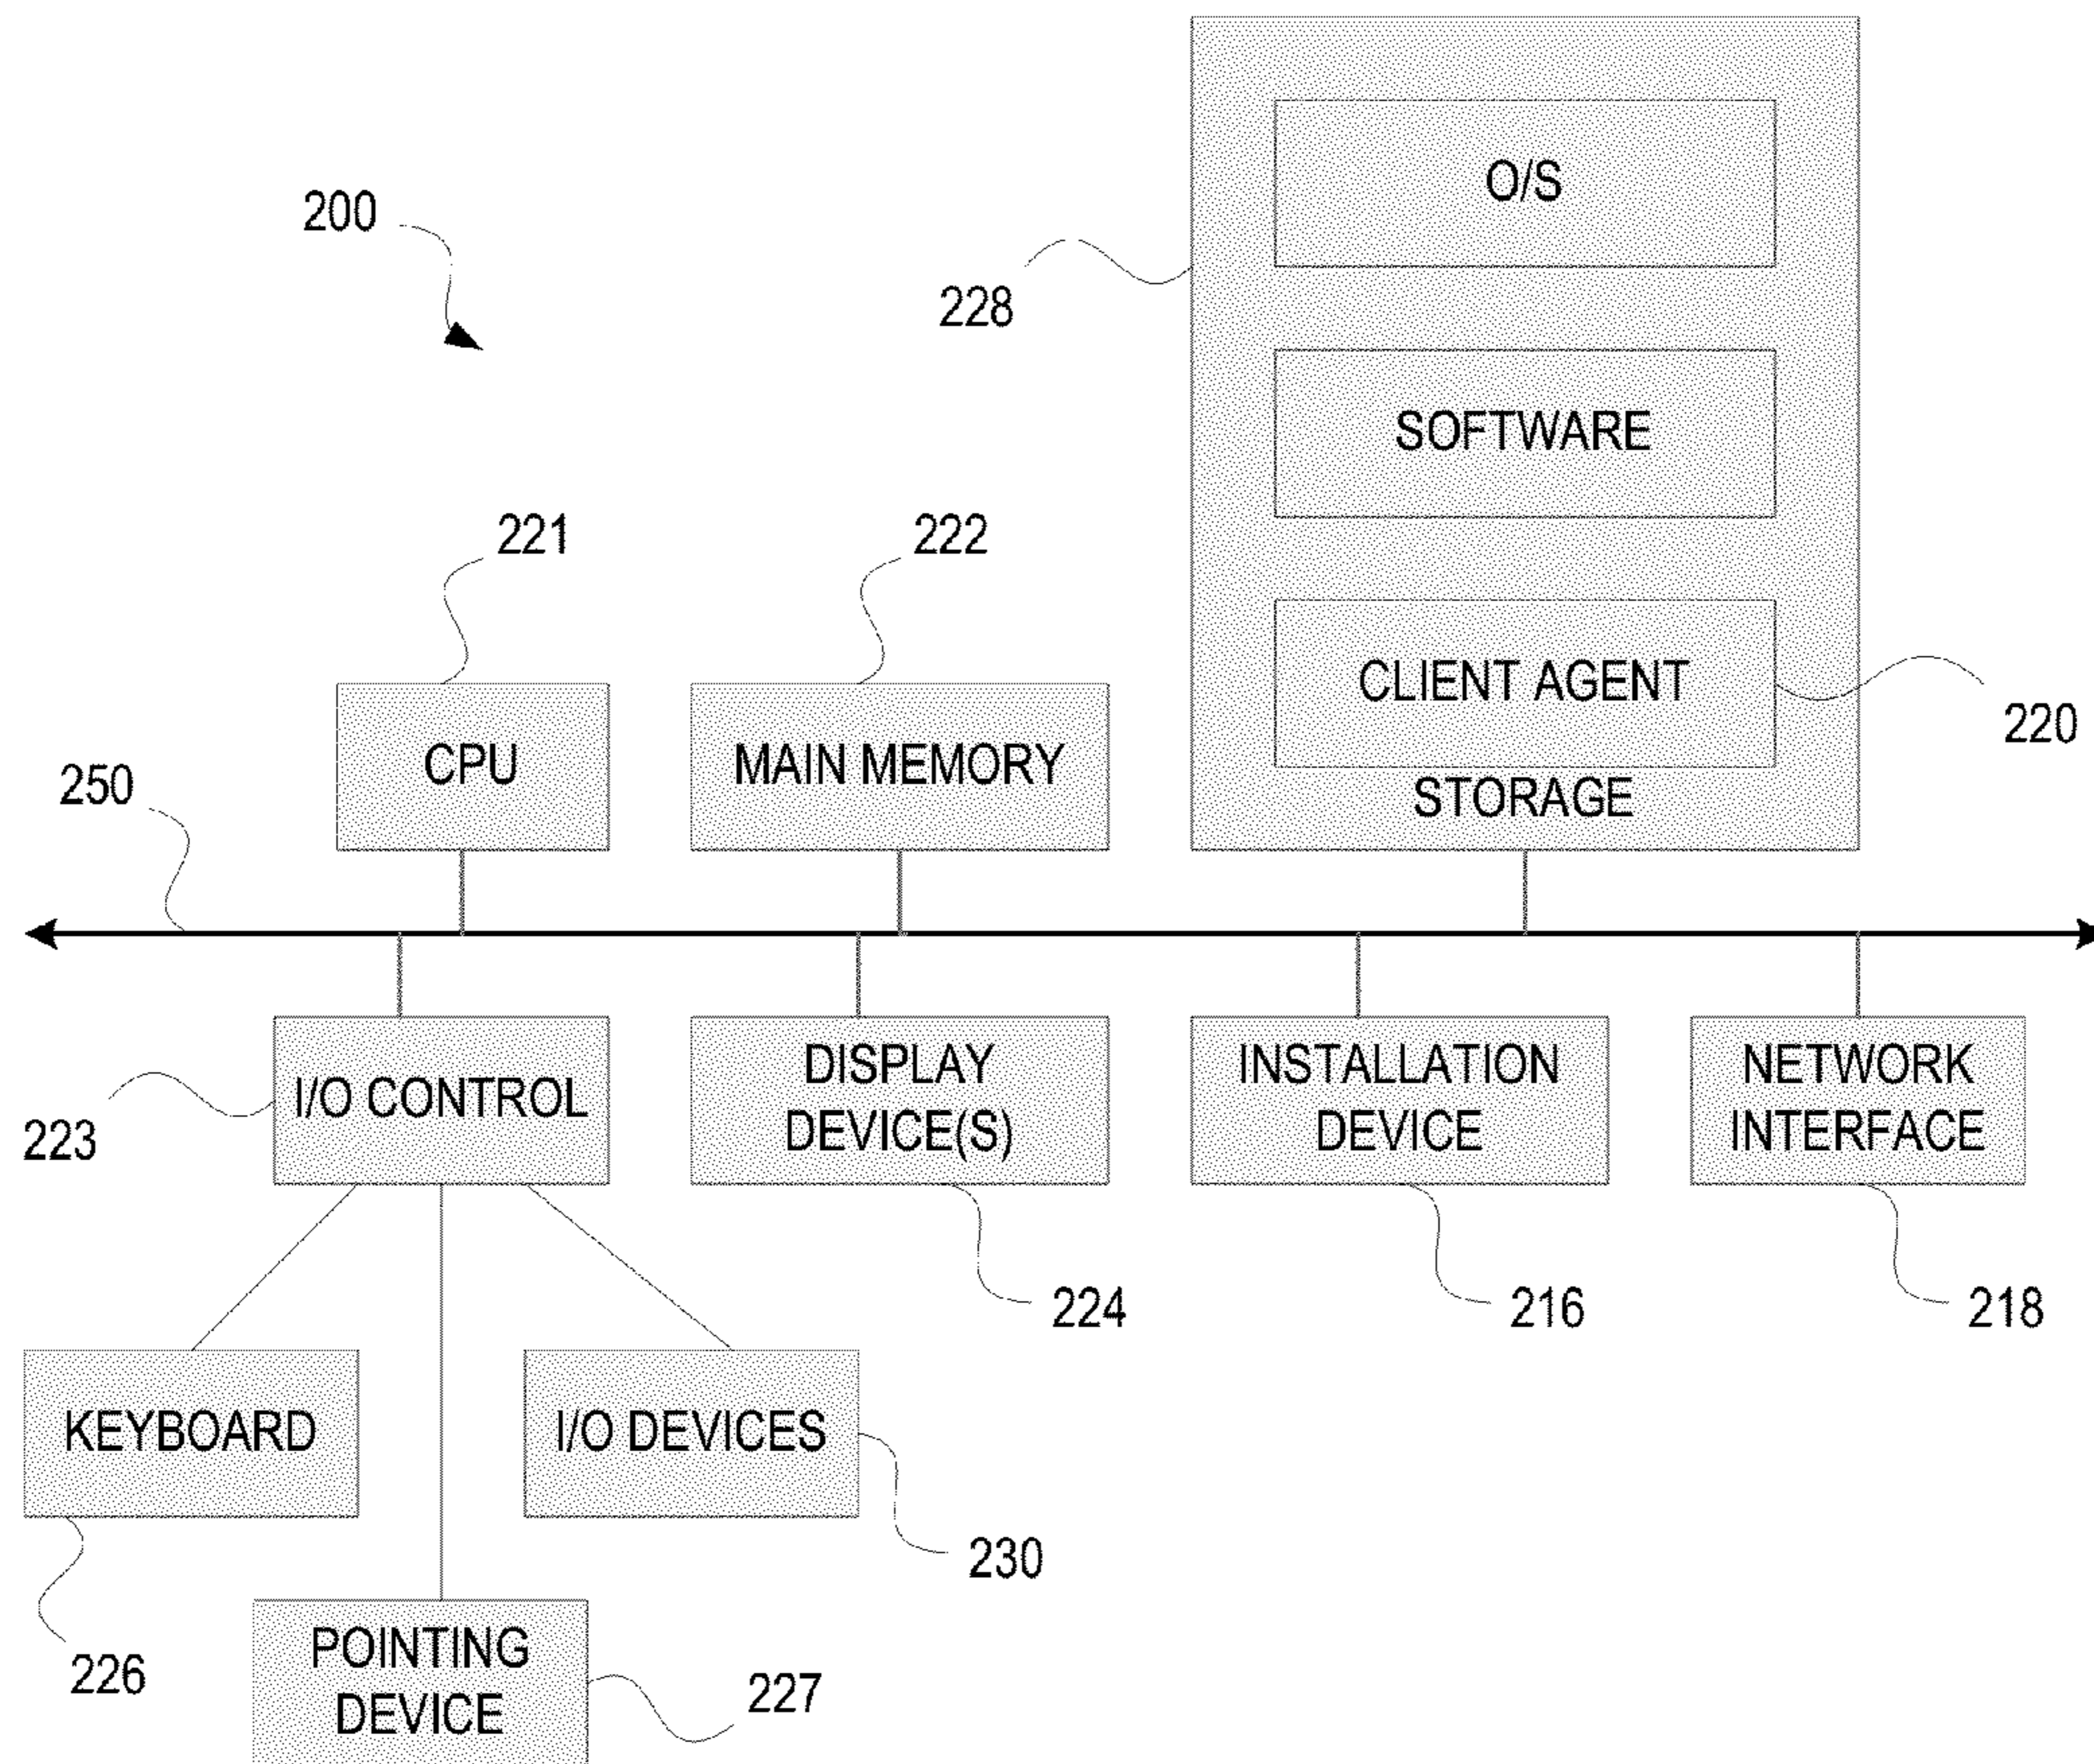 200
228
O/S
SOFTWARE
221
222
CLIENT AGENT
220
CPU
MAIN MEMORY
STORAGE
250
I/O CONTROL
223
DISPLAY
DEVICE(S)
INSTALLATION
DEVICE
NETWORK
INTERFACE
224
216
218
KEYBOARD
I/O DEVICES
230
226
POINTING
DEVICE
227